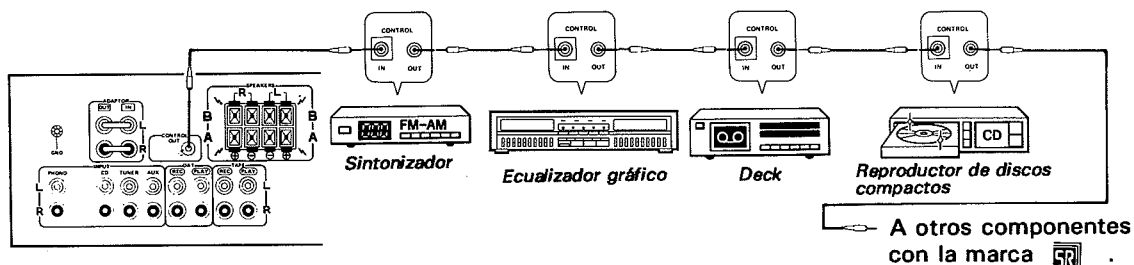 CONTROL CONTROL CONTROL CONTROL
IN OUT IN OUT IN OUT IN OUT
SPEAKERS
R L
ADAPTOR
OUT IN
L
R
CONTROL OUT
B B
A A
GND
FM-AM
CD
Sintonizador
Ecualizador gráfico
Deck
Reproductor de discos
compactos
INPUT DAT TAPE
PHONO CD TUNER AUX REC PLAY REC PLAY
L L
R R
A otros componentes
con la marca SR .